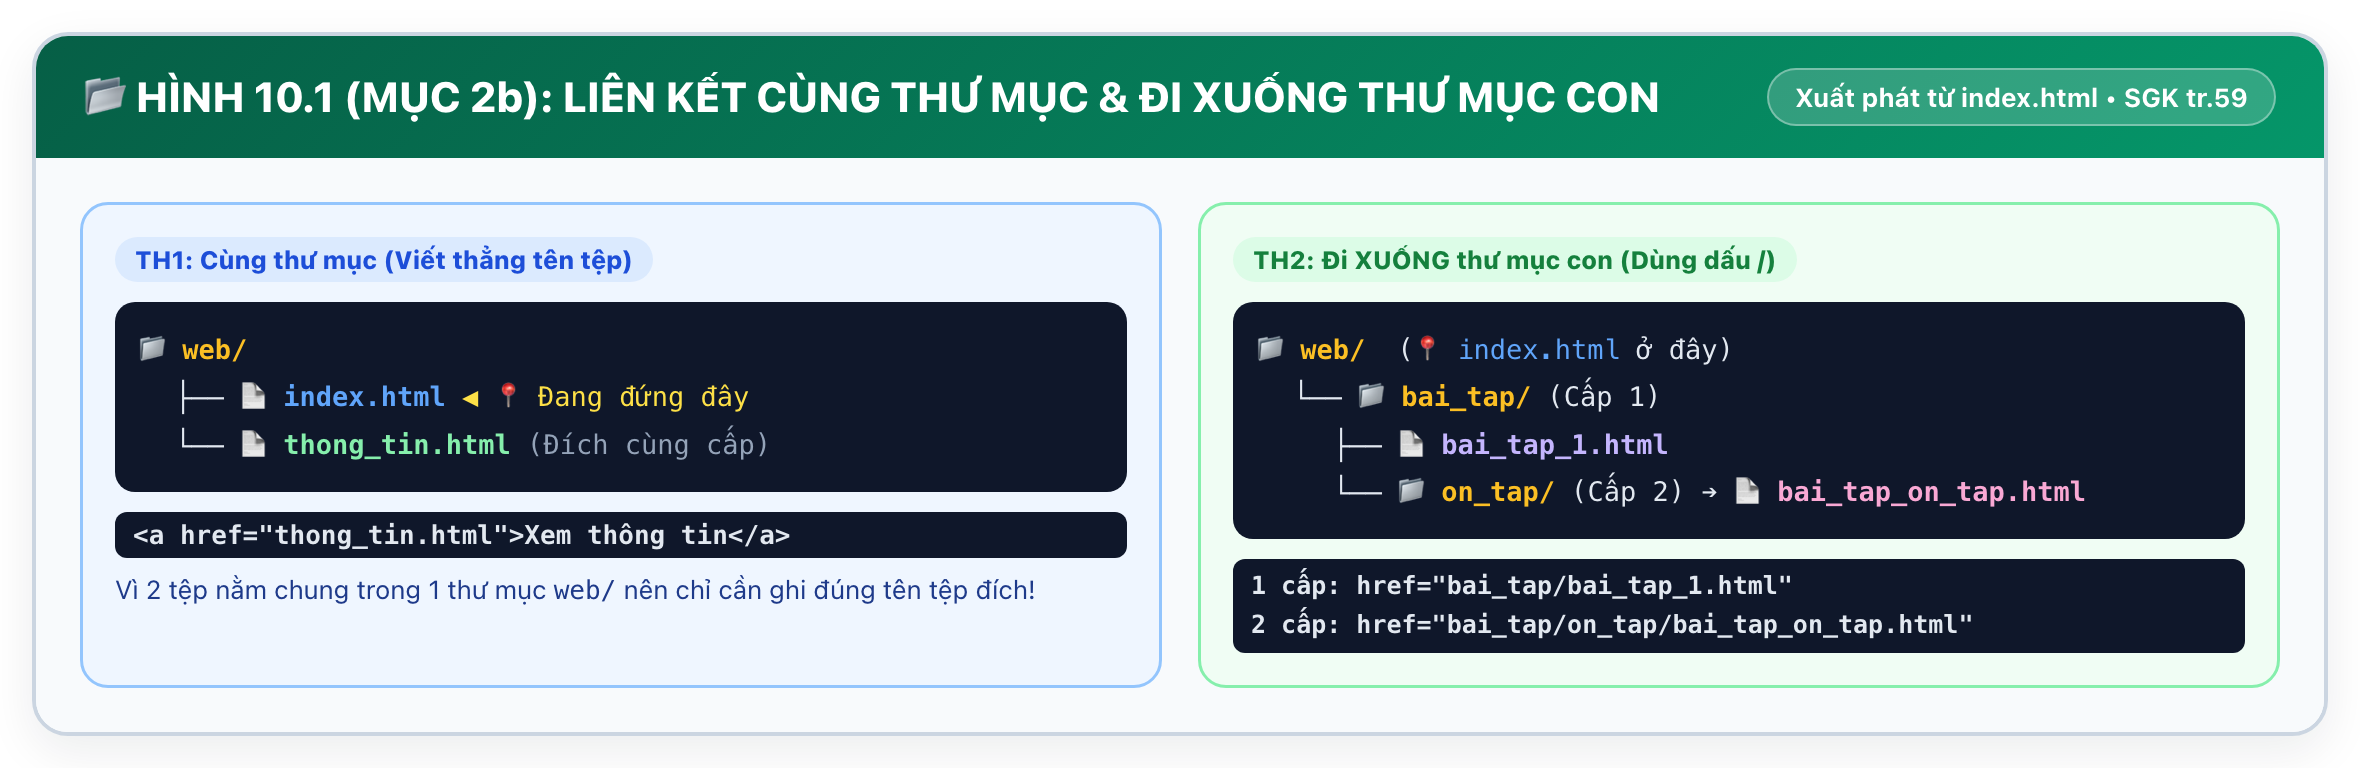 📁 HÌNH 10.1 (MỤC 2b): LIÊN KẾT CÙNG THƯ MỤC & ĐI XUỐNG THƯ MỤC CON
Xuất phát từ index.html • SGK tr.59
TH1: Cùng thư mục (Viết thẳng tên tệp)
📁 web/
├── 📄 index.html ◀ 📍 Đang đứng đây
└── 📄 thong_tin.html (Đích cùng cấp)
<a href="thong_tin.html">Xem thông tin</a>
Vì 2 tệp nằm chung trong 1 thư mục web/ nên chỉ cần ghi đúng tên tệp đích!
TH2: Đi XUỐNG thư mục con (Dùng dấu /)
📁 web/ (📍 index.html ở đây)
└── 📁 bai_tap/ (Cấp 1)
├── 📄 bai_tap_1.html
└── 📁 on_tap/ (Cấp 2) ➔ 📄 bai_tap_on_tap.html
1 cấp: href="bai_tap/bai_tap_1.html"
2 cấp: href="bai_tap/on_tap/bai_tap_on_tap.html"